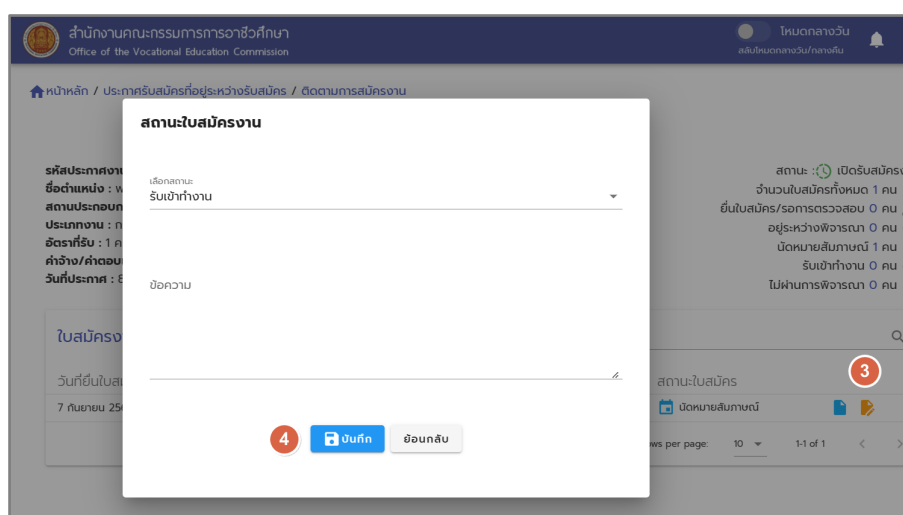 สำนักงานคณะกรรมการการอาชีวศึกษา
Office of the Vocational Education Commission
โหมดกลางวัน
สลับโหมดกลางวัน/กลางคืน
หน้าหลัก / ประกาศรับสมัครที่อยู่ระหว่างรับสมัคร / ติดตามการสมัครงาน
สถานะใบสมัครงาน
เลือกสถานะ
รับเข้าทำงาน
ข้อความ
4
บันทึก
ย้อนกลับ
รหัสประกาศงาน
ชื่อตำแหน่ง :
สถานประกอบก
ประเภทงาน :
อัตราที่รับ : 1 ค
ค่าจ้าง/ค่าตอบ
วันที่ประกาศ : 8
สถานะ : เปิดรับสมัคร
จำนวนใบสมัครทั้งหมด 1 คน
ยื่นใบสมัคร/รอการตรวจสอบ 0 คน
อยู่ระหว่างพิจารณา 0 คน
นัดหมายสัมภาษณ์ 1 คน
รับเข้าทำงาน 0 คน
ไม่ผ่านการพิจารณา 0 คน
ใบสมัครง
วันที่ยื่นใบส
สถานะใบสมัคร
3
7 กันยายน 25
นัดหมายสัมภาษณ์
ws per page: 10 1-1 of 1